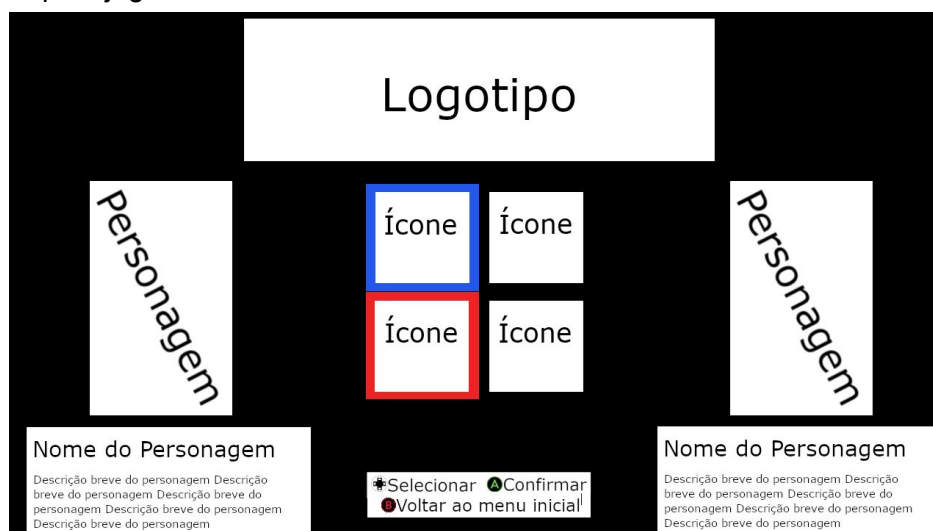 Logotipo
Personagem
Ícone
Ícone
Personagem
Ícone
Ícone
Nome do Personagem
Descrição breve do personagem Descrição
breve do personagem Descrição breve do
personagem Descrição breve do personagem
Descrição breve do personagem
Selecionar AConfirmar
BVoltar ao menu inicial
Nome do Personagem
Descrição breve do personagem Descrição
breve do personagem Descrição breve do
personagem Descrição breve do personagem
Descrição breve do personagem